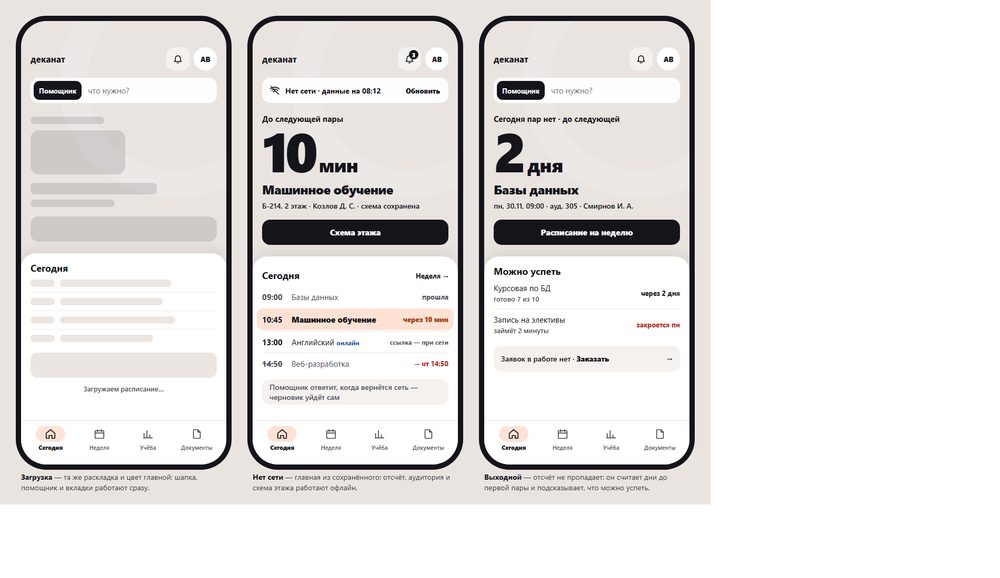 деканат
АВ
Помощник что нужно?
Сегодня
Загружаем расписание...
Сегодня Неделя Учёба Документы
Загрузка — та же раскладка и цвет главной; шапка,
помощник и вкладки работают сразу.
деканат
3
АВ
Нет сети · данные на 08:12 Обновить
До следующей пары
10 мин
Машинное обучение
Б-214, 2 этаж · Козлов Д. С. · схема сохранена
Схема этажа
Сегодня Неделя →
09:00 Базы данных прошла
10:45 Машинное обучение через 10 мин
13:00 Английский онлайн ссылка — при сети
14:50 Веб-разработка → чт 14:50
Помощник ответит, когда вернётся сеть —
черновик уйдёт сам
Сегодня Неделя Учёба Документы
Нет сети — главная из сохранённого: отсчёт, аудитория и
схема этажа работают офлайн.
деканат
АВ
Помощник что нужно?
Сегодня пар нет · до следующей
2 дня
Базы данных
пн, 30.11, 09:00 · ауд. 305 · Смирнов И. А.
Расписание на неделю
Можно успеть
Курсовая по БД
готово 7 из 10
через 2 дня
Запись на элективы
займёт 2 минуты
закроется пн
Заявок в работе нет · Заказать →
Сегодня Неделя Учёба Документы
Выходной — отсчёт не пропадает: он считает дни до
первой пары и подсказывает, что можно успеть.